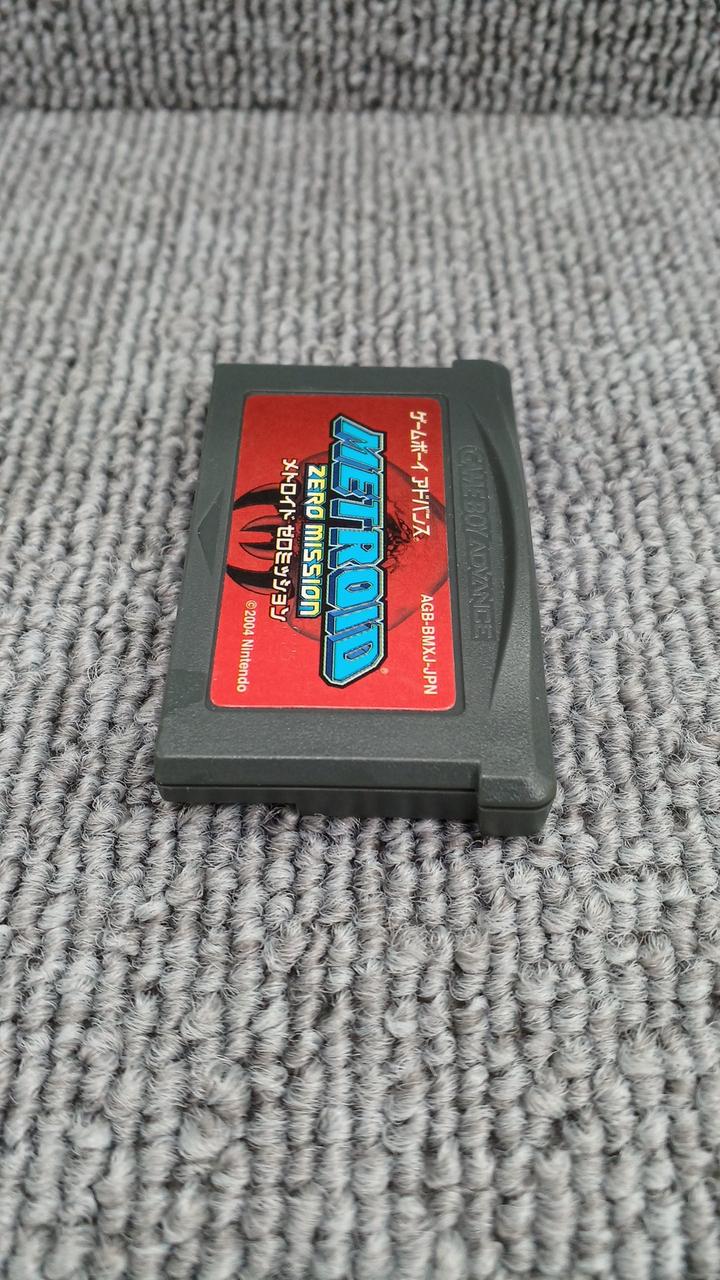 GAME BOY ADVANCE
ゲームボーイ アドバンス
AGB-BMXJ-JPN
METROID®
ZERO MISSION
メトロイド ゼロミッション
©2004 Nintendo